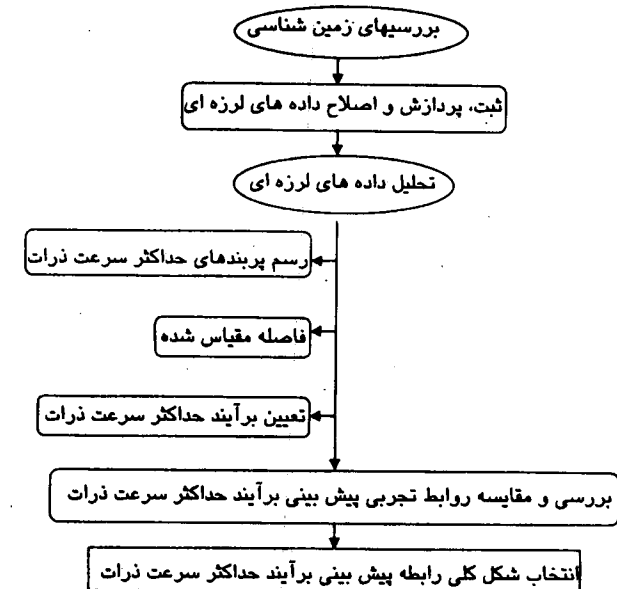 بررسیهای زمین شناسی
ثبت، پردازش و اصلاح داده های لرزه ای
تحلیل داده های لرزه ای
رسم پربندهای حداکثر سرعت ذرات
فاصله مقیاس شده
تعیین برآیند حداکثر سرعت ذرات
بررسی و مقایسه روابط تجربی پیش بینی برآیند حداکثر سرعت ذرات
انتخاب شکل کلی رابطه پیش بینی برآیند حداکثر سرعت ذرات